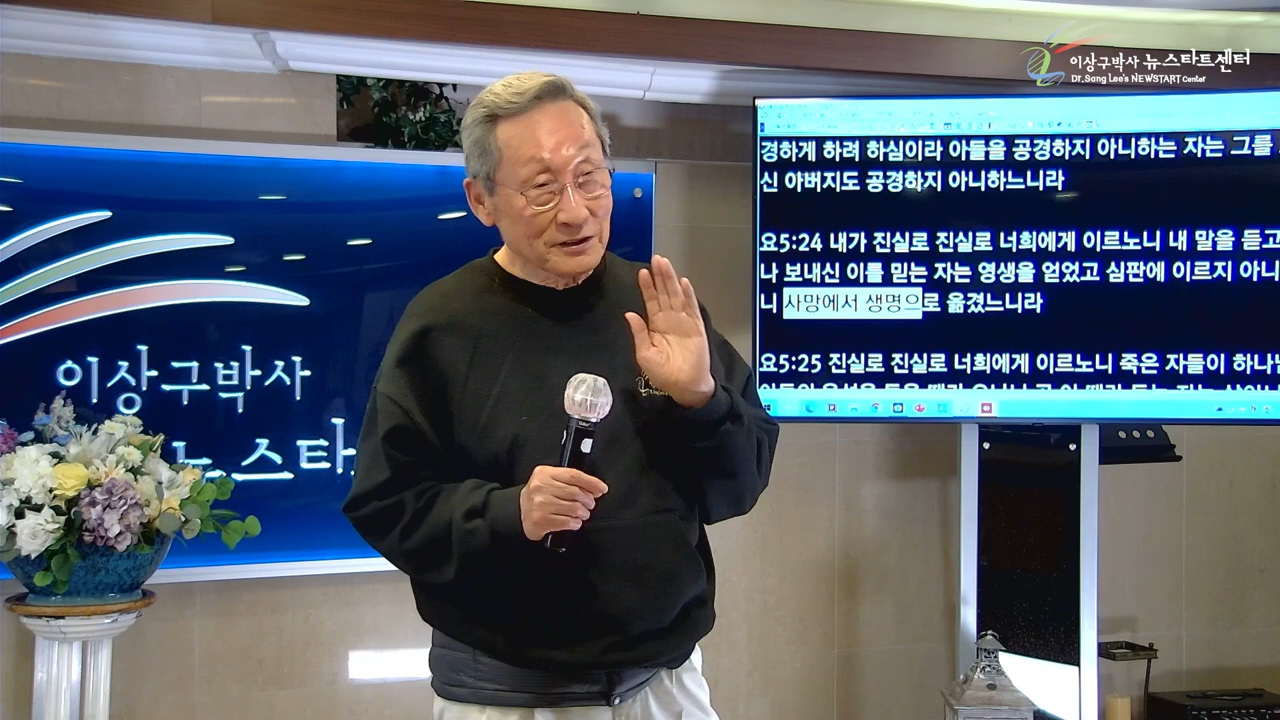 이상구박사 뉴스타트센터
Dr. Sang Lee's NEWSTART Center
경하게 하려 하심이라 아들을 공경하지 아니하는 자는 그를
신 아버지도 공경하지 아니하느니라
요5:24 내가 진실로 진실로 너희에게 이르노니 내 말을 듣고
나 보내신 이를 믿는 자는 영생을 얻었고 심판에 이르지 아니
니 사망에서 생명으로 옮겼느니라
요5:25 진실로 진실로 너희에게 이르노니 죽은 자들이 하나님
이상구박사
뉴스타